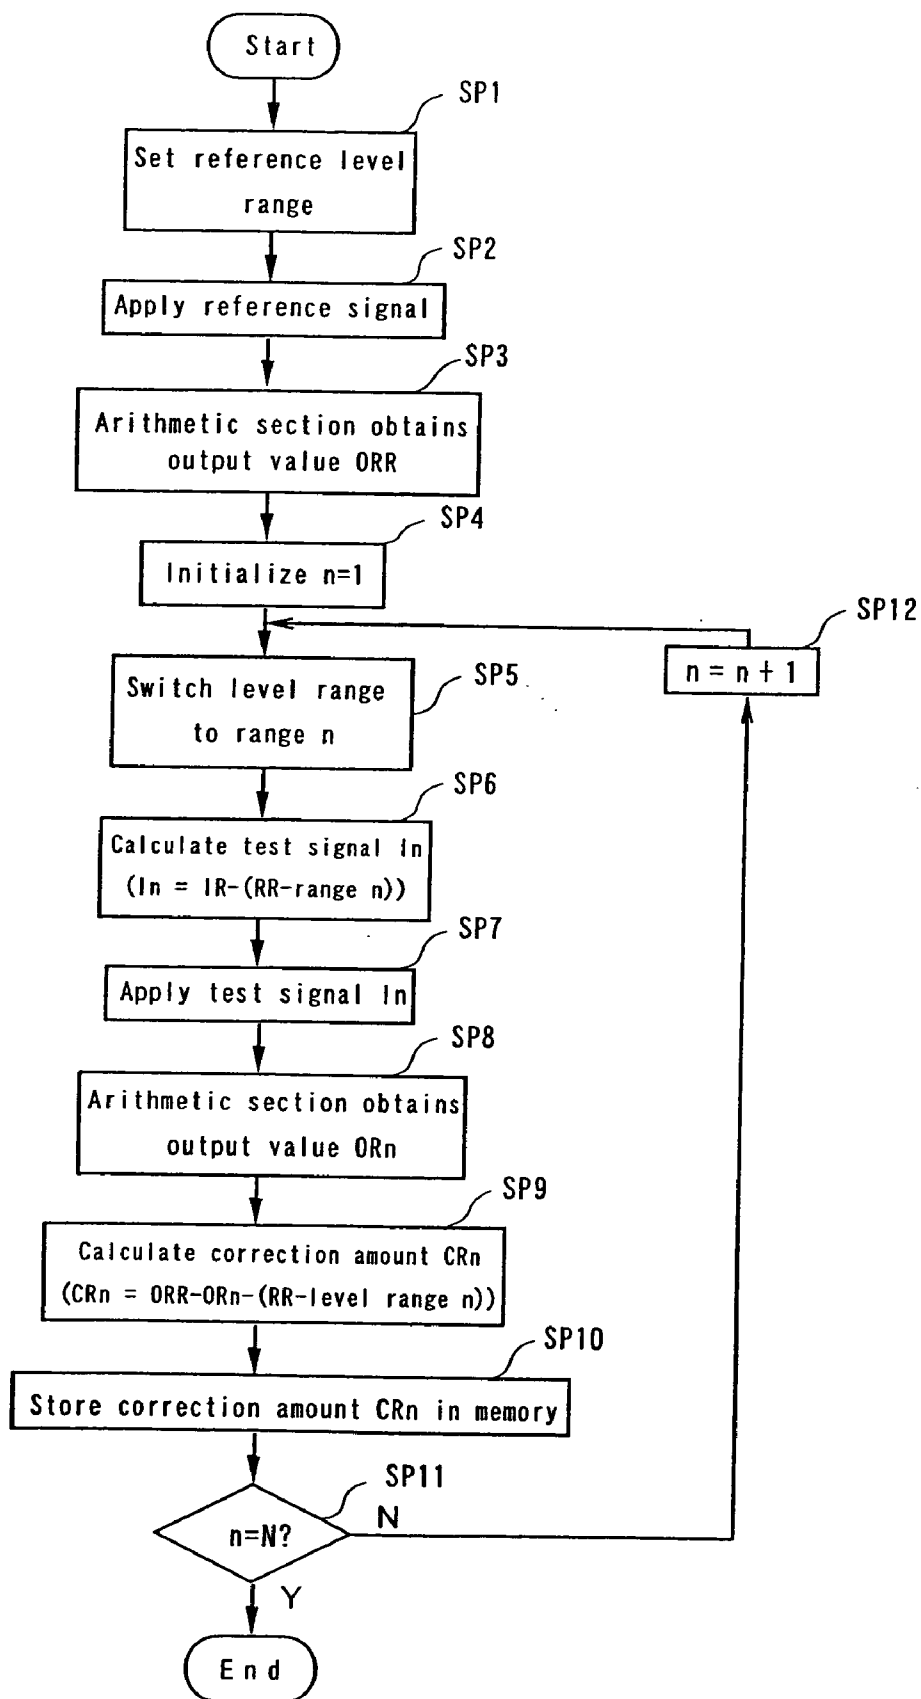 Start
SP1
Set reference level
range
SP2
Apply reference signal
SP3
Arithmetic section obtains
output value ORR
SP4
Initialize n=1
SP12
n = n + 1
SP5
Switch level range
to range n
SP6
Calculate test signal In
(In = IR-(RR-range n))
SP7
Apply test signal In
SP8
Arithmetic section obtains
output value ORn
SP9
Calculate correction amount CRn
(CRn = ORR-ORn-(RR-level range n))
SP10
Store correction amount CRn in memory
SP11
n=N?
N
Y
End